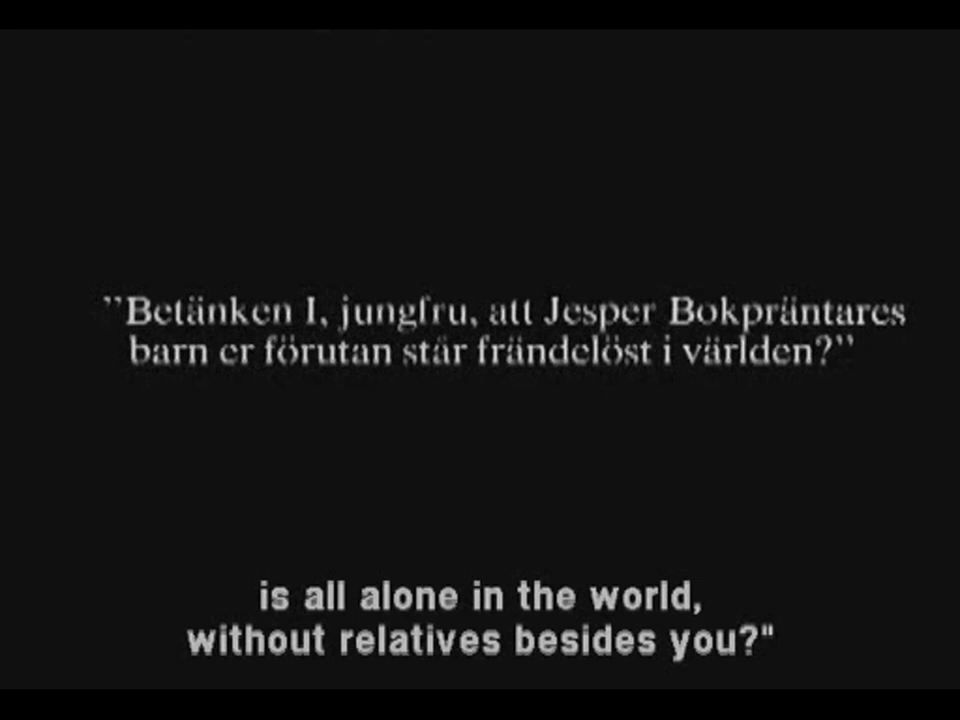 ”Betänken I, jungfru, att Jesper Bokpräntares
barn er förutan står frändelöst i världen?”
is all alone in the world,
without relatives besides you?"